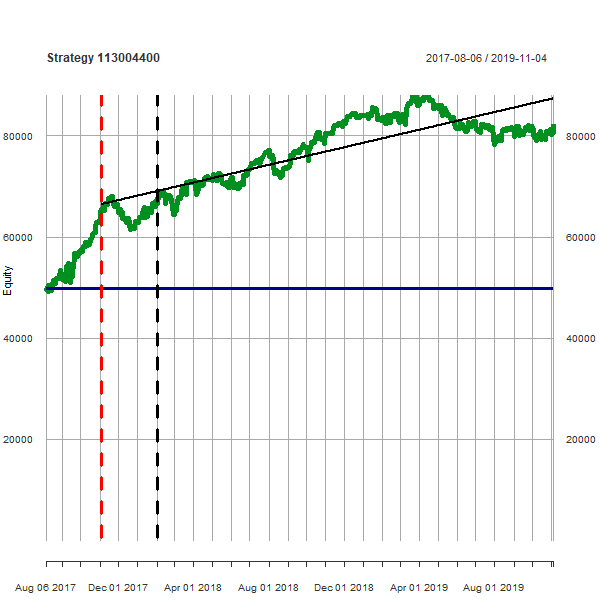 Strategy 113004400
2017-08-06 / 2019-11-04
80000 80000
60000 60000
Equity
40000 40000
20000 20000
Aug 06 2017 Dec 01 2017 Apr 01 2018 Aug 01 2018 Dec 01 2018 Apr 01 2019 Aug 01 2019